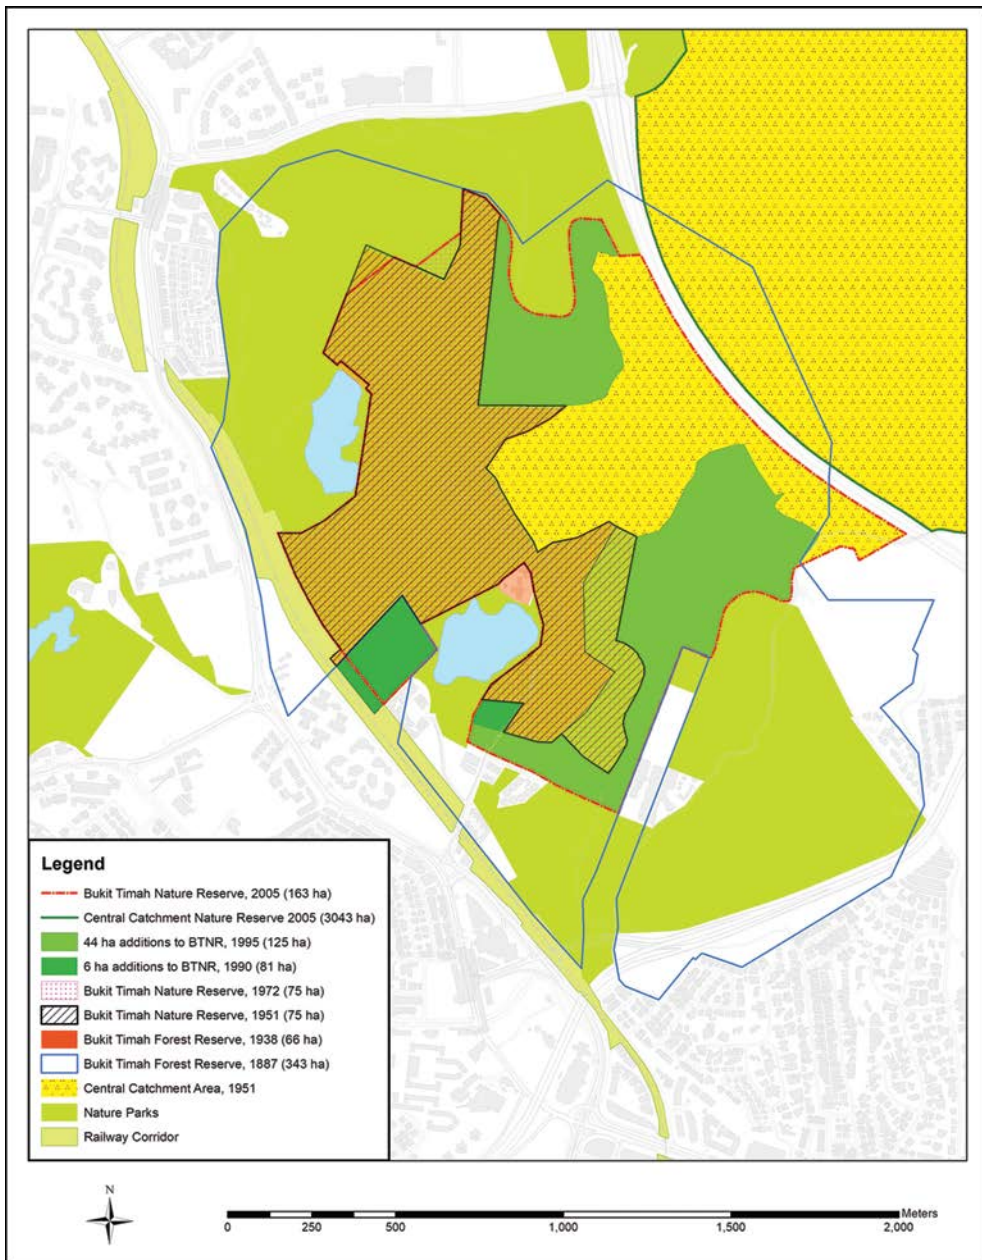 Legend
Bukit Timah Nature Reserve, 2005 (163 ha)
Central Catchment Nature Reserve 2005 (3043 ha)
44 ha additions to BTNR, 1995 (125 ha)
6 ha additions to BTNR, 1990 (81 ha)
Bukit Timah Nature Reserve, 1972 (75 ha)
Bukit Timah Nature Reserve, 1951 (75 ha)
Bukit Timah Forest Reserve, 1938 (66 ha)
Bukit Timah Forest Reserve, 1887 (343 ha)
Central Catchment Area, 1951
Nature Parks
Railway Corridor
N
Meters
0 250 500 1,000 1,500 2,000